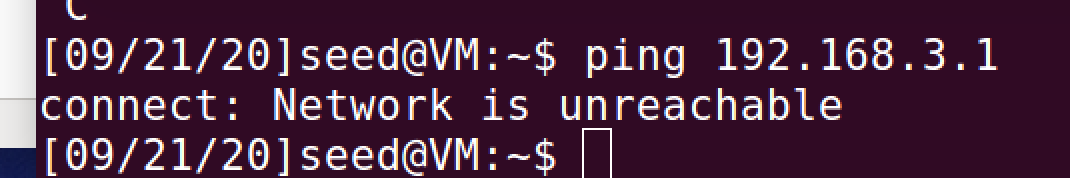 C
[09/21/20]seed@VM:~$ ping 192.168.3.1
connect: Network is unreachable
[09/21/20]seed@VM:~$